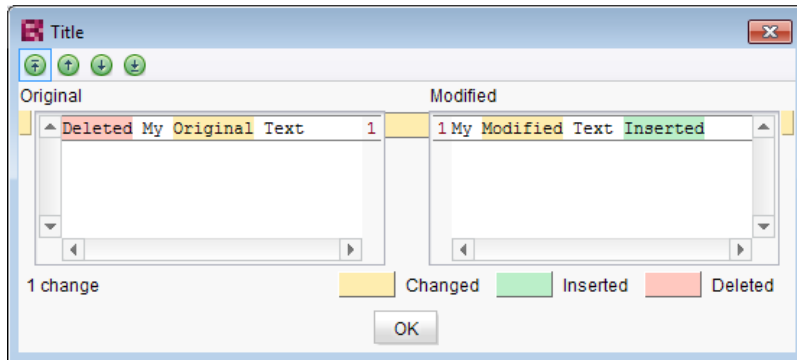 Title
Original
Modified
Deleted My Original Text 1
1 My Modified Text Inserted
1 change
Changed
Inserted
Deleted
OK